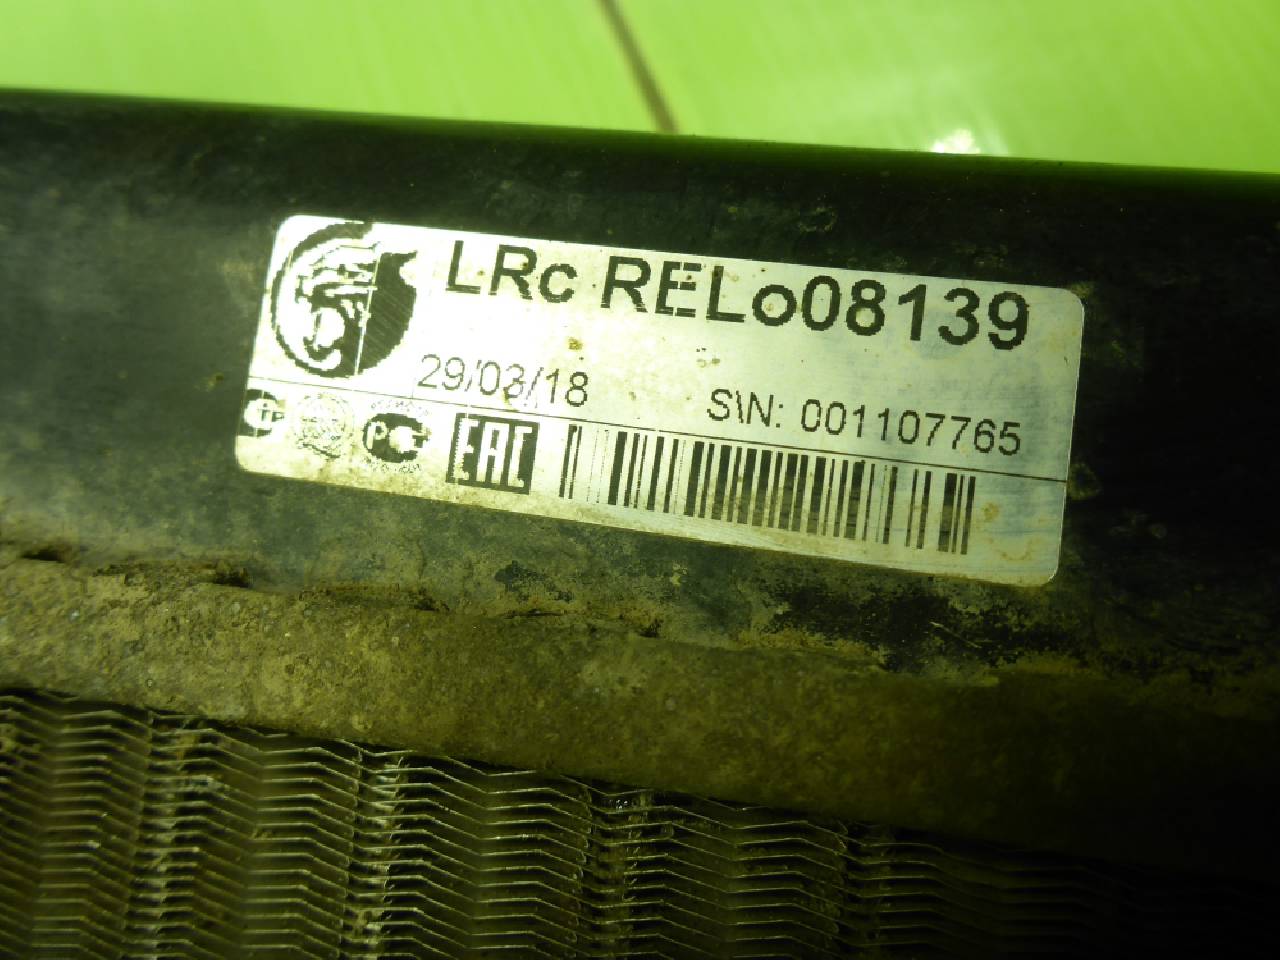 LRc RELo08139
29/03/18 S\N: 001107765
EAC